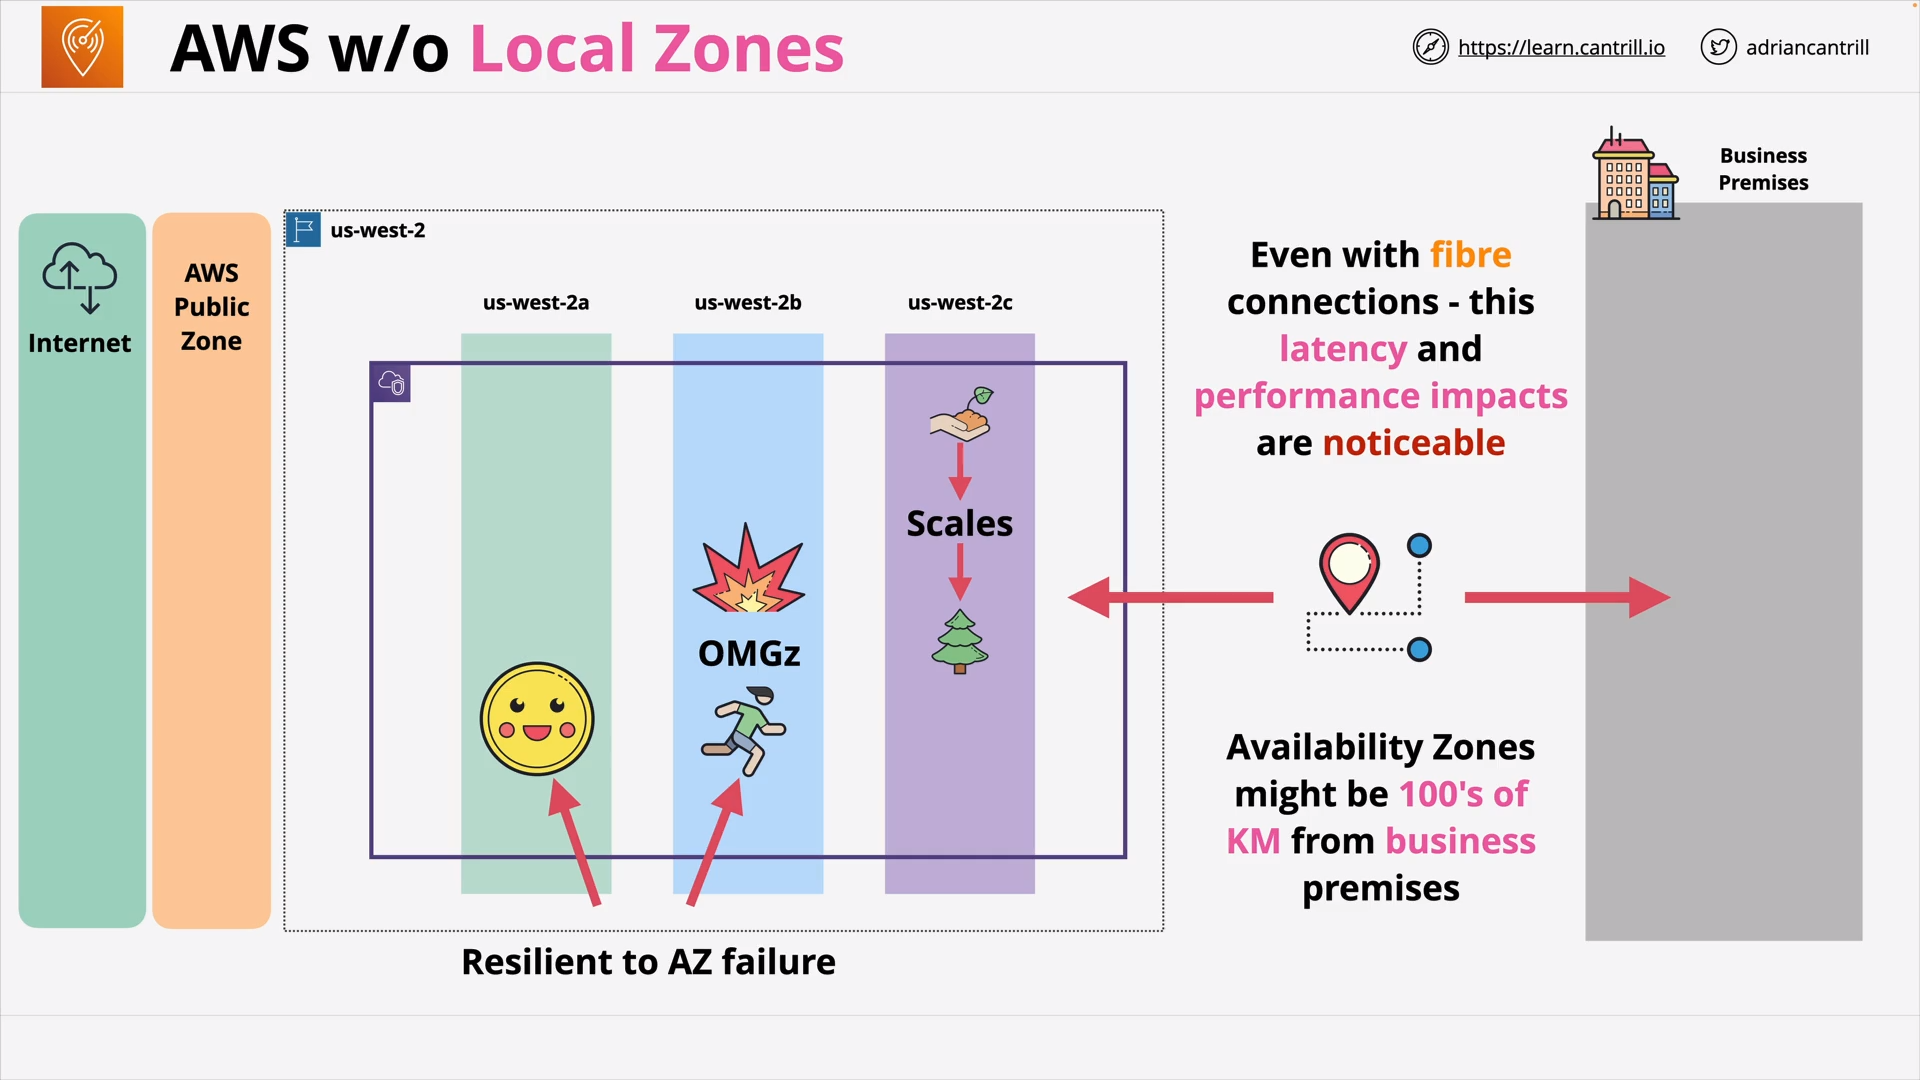 AWS w/o Local Zones
https://learn.cantrill.io
adriancantrill
Internet
AWS
Public
Zone
us-west-2
us-west-2a
us-west-2b
us-west-2c
OMGz
Scales
Resilient to AZ failure
Even with fibre
connections - this
latency and
performance impacts
are noticeable
Availability Zones
might be 100's of
KM from business
premises
Business
Premises